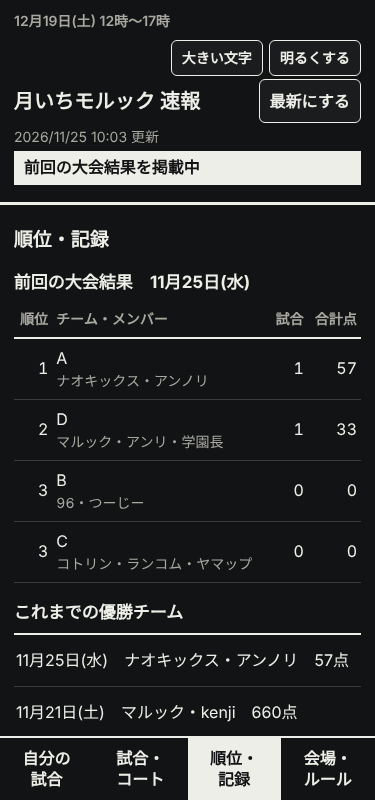 12月19日(土) 12時〜17時
大きい文字 明るくする
月いちモルック 速報 最新にする
2026/11/25 10:03 更新
前回の大会結果を掲載中
順位・記録
前回の大会結果 11月25日(水)
順位 チーム・メンバー 試合 合計点
1 A 1 57
ナオキックス・アンノリ
2 D 1 33
マルック・アンリ・学園長
3 B 0 0
96・つーじー
3 C 0 0
コトリン・ランコム・ヤマップ
これまでの優勝チーム
11月25日(水) ナオキックス・アンノリ 57点
11月21日(土) マルック・kenji 660点
自分の 試合・ 順位・ 会場・
試合 コート 記録 ルール